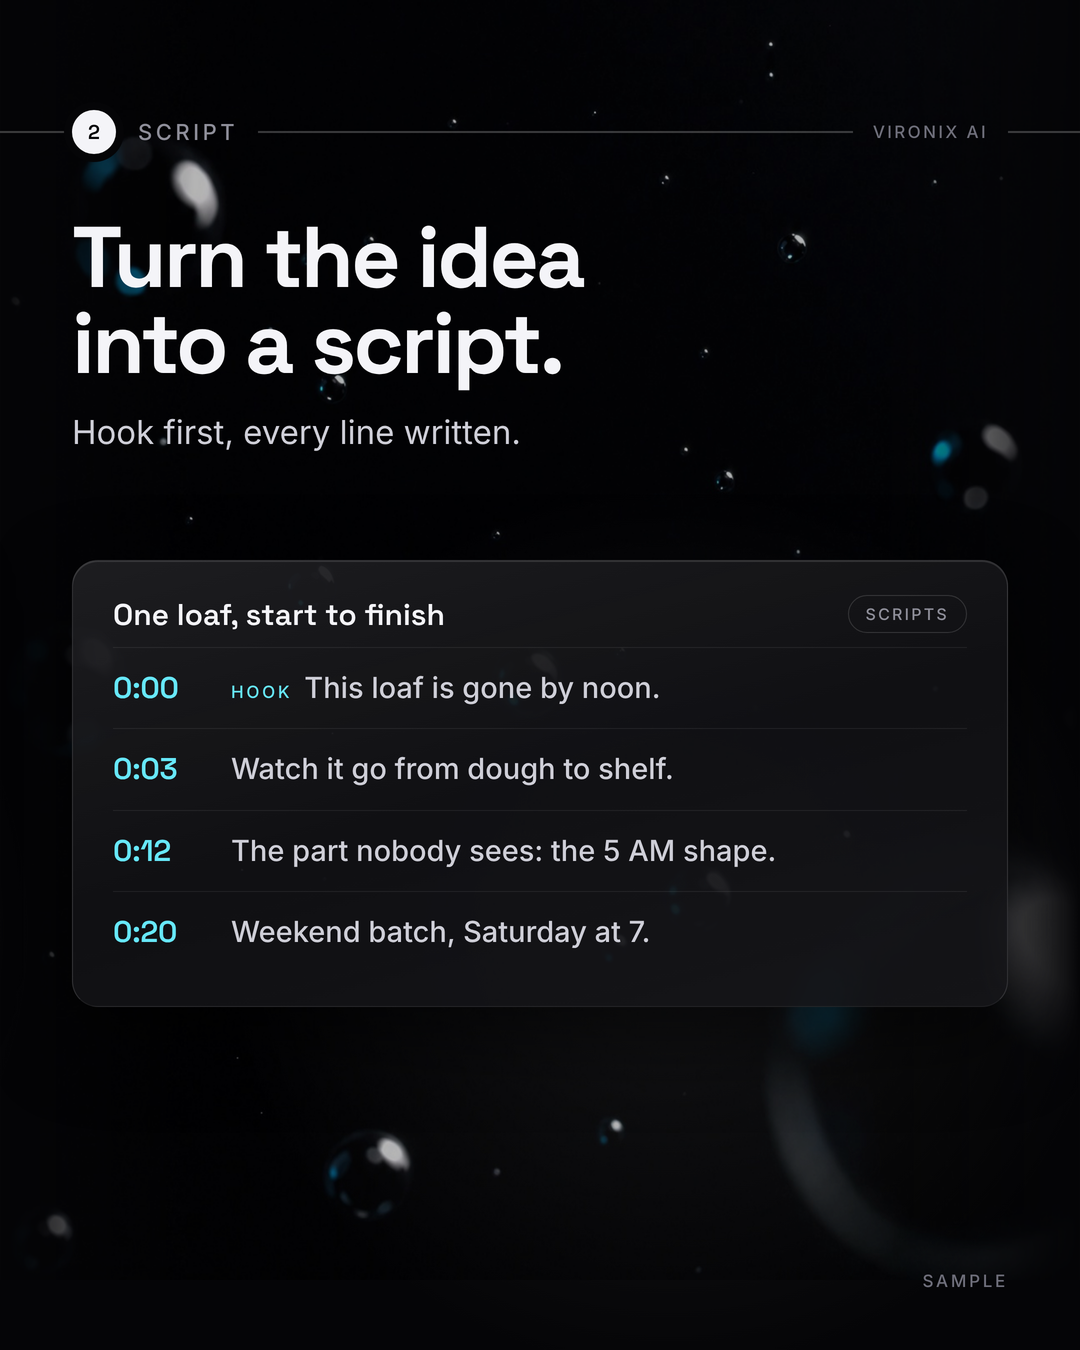 2 SCRIPT VIRONIX AI
Turn the idea
into a script.
Hook first, every line written.
One loaf, start to finish SCRIPTS
0:00 HOOK This loaf is gone by noon.
0:03 Watch it go from dough to shelf.
0:12 The part nobody sees: the 5 AM shape.
0:20 Weekend batch, Saturday at 7.
SAMPLE